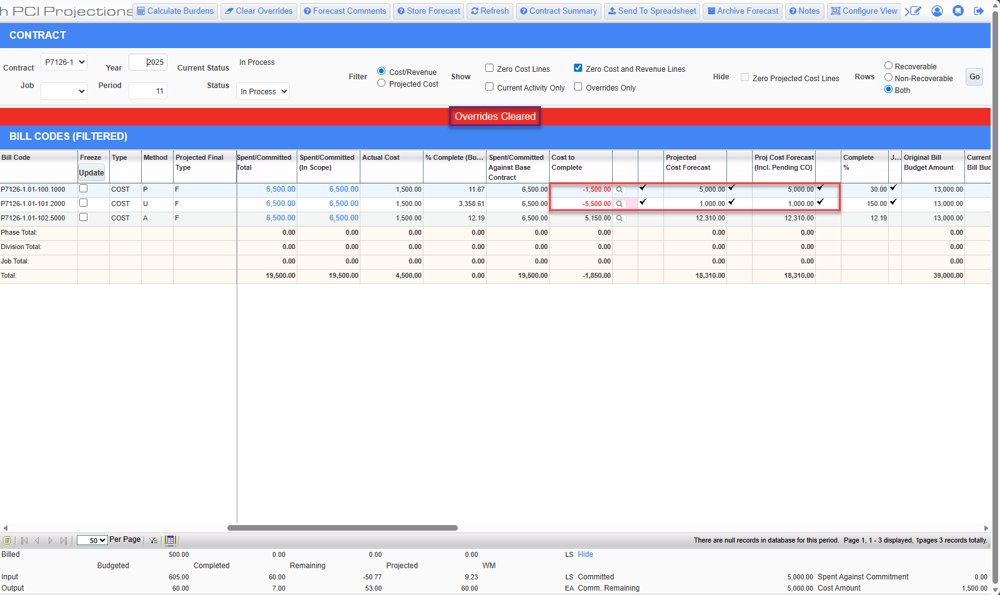 h PCI Projections Calculate Burdens Clear Overrides Forecast Comments Store Forecast Refresh Contract Summary Send To Spreadsheet Archive Forecast Notes Configure View
CONTRACT
Contract P7126-1 Year 2025 Current Status In Process Filter Cost/Revenue Projected Cost Show Zero Cost Lines Zero Cost and Revenue Lines Hide Zero Projected Cost Lines Rows Recoverable Non-Recoverable Both Go
Job Period 11 Status In Process Current Activity Only Overrides Only
Overrides Cleared
BILL CODES (FILTERED)
Bill Code Freeze Type Method Projected Final Spent/Committed Spent/Committed Actual Cost % Complete (Bu... Spent/Committed Cost to Projected Proj Cost Forecast Complete J... Original Bill Current
Update Type Total (In Scope) Against Base Complete Cost Forecast (Incl. Pending CO) % Budget Amount Bill Buc
Contract
P7126-1.01-100.1000 COST P F 6,500.00 6,500.00 1,500.00 11.67 6,500.00 -1,500.00 5,000.00 5,000.00 30.00 13,000.00
P7126-1.01-101.2000 COST U F 6,500.00 6,500.00 1,500.00 3,358.61 6,500.00 -5,500.00 1,000.00 1,000.00 150.00 13,000.00
P7126-1.01-102.5000 COST A F 6,500.00 6,500.00 1,500.00 12.19 6,500.00 5,150.00 12,310.00 12,310.00 12.19 13,000.00
Phase Total: 0.00 0.00 0.00 0.00 0.00 0.00 0.00 0.00 0.00
Division Total: 0.00 0.00 0.00 0.00 0.00 0.00 0.00 0.00 0.00
Job Total: 0.00 0.00 0.00 0.00 0.00 0.00 0.00 0.00 0.00
Total: 19,500.00 19,500.00 4,500.00 0.00 19,500.00 -1,850.00 18,310.00 18,310.00 39,000.00
50 Per Page There are null records in database for this period. Page 1, 1 - 3 displayed, 1pages 3 records totally.
Billed 500.00 0.00 0.00 0.00 LS Hide
Budgeted Completed Remaining Projected WM
Input 605.00 60.00 -50.77 9.23 LS Committed 5,000.00 Spent Against Commitment 0.00
Output 60.00 7.00 53.00 60.00 EA Comm. Remaining 5,000.00 Cost Amount 1,500.00